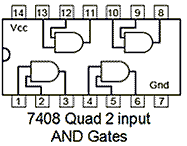 14 13 12 11 10 9 8
Vcc
Gnd
1 2 3 4 5 6 7
7408 Quad 2 input
AND Gates